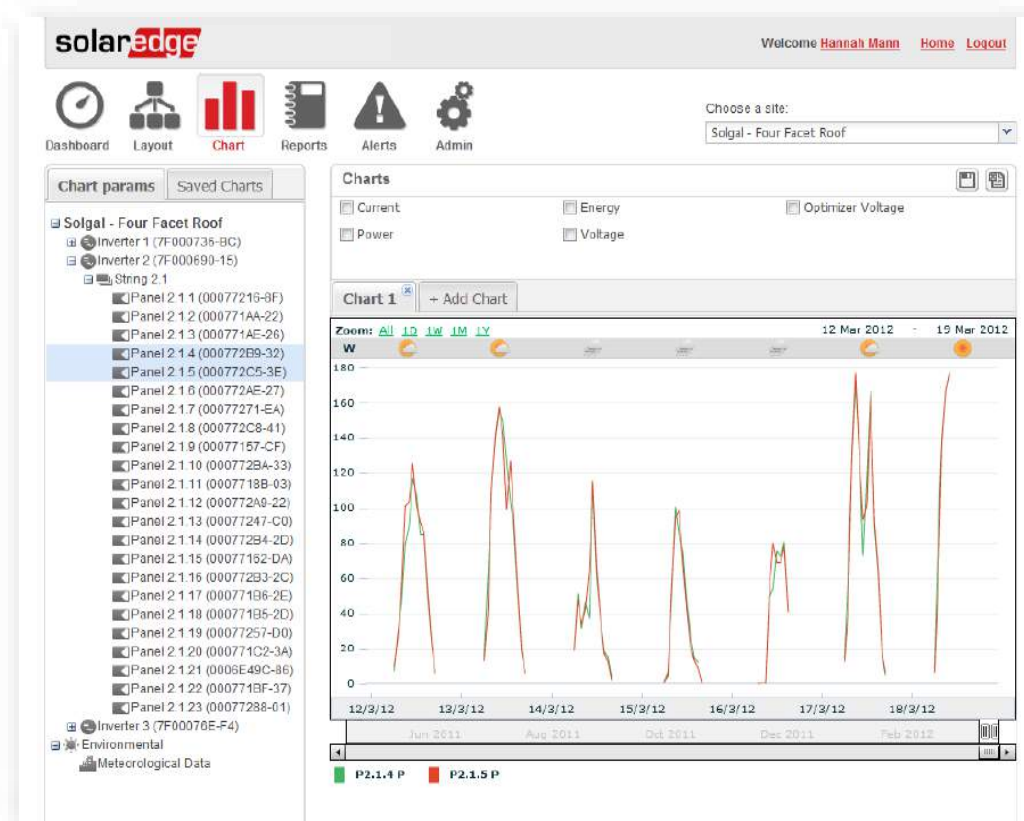 solaredge
Welcome Hannah Mann Home Logout
Choose a site:
Solgal - Four Facet Roof
Dashboard Layout Chart Reports Alerts Admin
Chart params Saved Charts
Solgal - Four Facet Roof
Inverter 1 (7F000736-BC)
Inverter 2 (7F000690-15)
String 2.1
Panel 2.1.1 (00077216-8F)
Panel 2.1.2 (000771AA-22)
Panel 2.1.3 (000771AE-26)
Panel 2.1.4 (000772B9-32)
Panel 2.1.5 (000772C5-3E)
Panel 2.1.6 (000772AE-27)
Panel 2.1.7 (00077271-EA)
Panel 2.1.8 (000772C8-41)
Panel 2.1.9 (00077157-CF)
Panel 2.1.10 (000772BA-33)
Panel 2.1.11 (0007718B-03)
Panel 2.1.12 (000772A9-22)
Panel 2.1.13 (00077247-C0)
Panel 2.1.14 (000772B4-2D)
Panel 2.1.15 (00077162-DA)
Panel 2.1.16 (000772B3-2C)
Panel 2.1.17 (000771B6-2E)
Panel 2.1.18 (000771B5-2D)
Panel 2.1.19 (00077257-D0)
Panel 2.1.20 (000771C2-3A)
Panel 2.1.21 (0006E49C-86)
Panel 2.1.22 (000771BF-37)
Panel 2.1.23 (00077288-01)
Inverter 3 (7F00076E-F4)
Environmental
Meteorological Data
Charts
Current Energy Optimizer Voltage
Power Voltage
Chart 1 + Add Chart
Zoom: All 1D 1W 1M 1Y 12 Mar 2012 - 19 Mar 2012
W
180
160
140
120
100
80
60
40
20
0
12/3/12 13/3/12 14/3/12 15/3/12 16/3/12 17/3/12 18/3/12
Jun 2011 Aug 2011 Oct 2011 Dec 2011 Feb 2012
P2.1.4 P P2.1.5 P